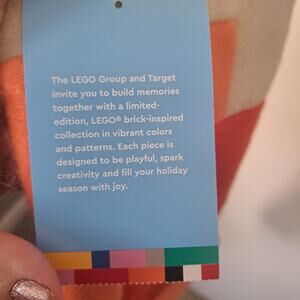 The LEGO Group and Target
invite you to build memories
together with a limited-
edition, LEGO® brick-inspired
collection in vibrant colors
and patterns. Each piece is
designed to be playful, spark
creativity and fill your holiday
season with joy.